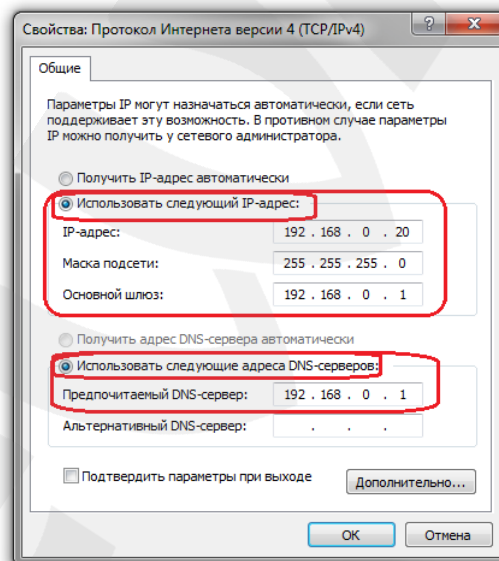 Свойства: Протокол Интернета версии 4 (TCP/IPv4)
Общие
Параметры IP могут назначаться автоматически, если сеть
поддерживает эту возможность. В противном случае параметры
IP можно получить у сетевого администратора.
Получить IP-адрес автоматически
Использовать следующий IP-адрес:
IP-адрес: 192 . 168 . 0 . 20
Маска подсети: 255 . 255 . 255 . 0
Основной шлюз: 192 . 168 . 0 . 1
Получить адрес DNS-сервера автоматически
Использовать следующие адреса DNS-серверов:
Предпочитаемый DNS-сервер: 192 . 168 . 0 . 1
Альтернативный DNS-сервер: . . .
Подтвердить параметры при выходе
Дополнительно...
ОК Отмена